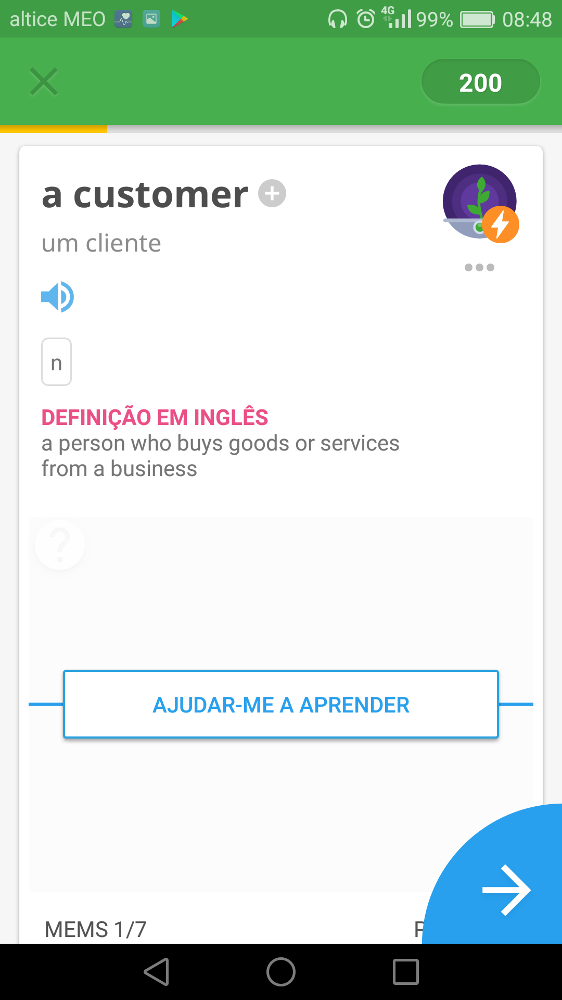 altice MEO 4G 99% 08:48
200
a customer
um cliente
n
DEFINIÇÃO EM INGLÊS
a person who buys goods or services
from a business
?
AJUDAR-ME A APRENDER
MEMS 1/7